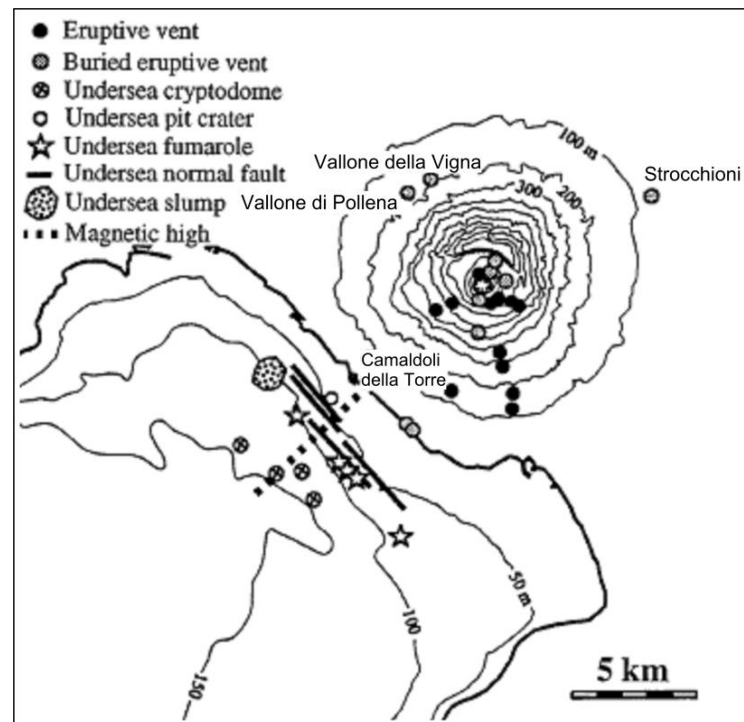 Eruptive vent
Buried eruptive vent
Undersea cryptodome
Undersea pit crater
Undersea fumarole
Undersea normal fault
Undersea slump
Magnetic high
100 m
Vallone della Vigna
Strocchioni
Vallone di Pollena
300
200
Camaldoli
della Torre
50 m
100
150
5 km